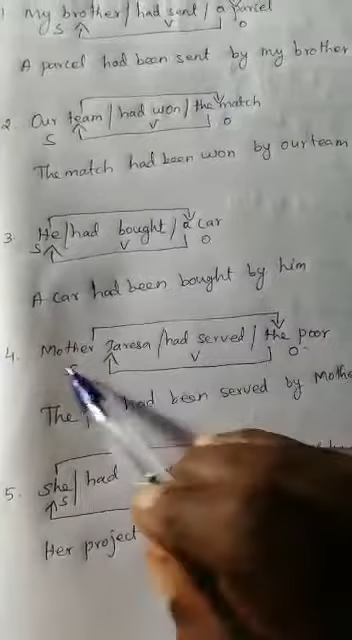 1 My brother / had sent / a parcel
S V O
A parcel had been sent by my brother
2. Our team / had won / the match
S V O
The match had been won by our team
3. He / had bought / a car
S V O
A car had been bought by him
4. Mother Taresa / had served / the poor
S V O
The had been served by Mothe
5. She / had
S
Her project